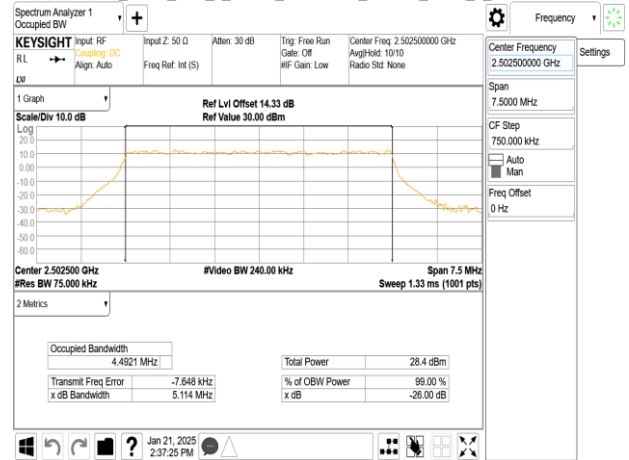 Spectrum Analyzer 1
Occupied BW
KEYSIGHT
RL
LXI
Input: RF
Coupling: DC
Align: Auto
Input Z: 50 Ω
Freq Ref: Int (S)
Atten: 30 dB
Trig: Free Run
Gate: Off
#IF Gain: Low
Center Freq: 2.502500000 GHz
Avg|Hold: 10/10
Radio Std: None
1 Graph
Scale/Div 10.0 dB
Ref Lvl Offset 14.33 dB
Ref Value 30.00 dBm
Log
20.0
10.0
0.00
-10.0
-20.0
-30.0
-40.0
-50.0
-60.0
Center 2.502500 GHz
#Video BW 240.00 kHz
Span 7.5 MHz
#Res BW 75.000 kHz
Sweep 1.33 ms (1001 pts)
2 Metrics
Occupied Bandwidth
4.4921 MHz
Transmit Freq Error -7.648 kHz
x dB Bandwidth 5.114 MHz
Total Power 28.4 dBm
% of OBW Power 99.00 %
x dB -26.00 dB
Jan 21, 2025
2:37:25 PM
Frequency
Settings
Center Frequency
2.502500000 GHz
Span
7.5000 MHz
CF Step
750.000 kHz
Auto
Man
Freq Offset
0 Hz